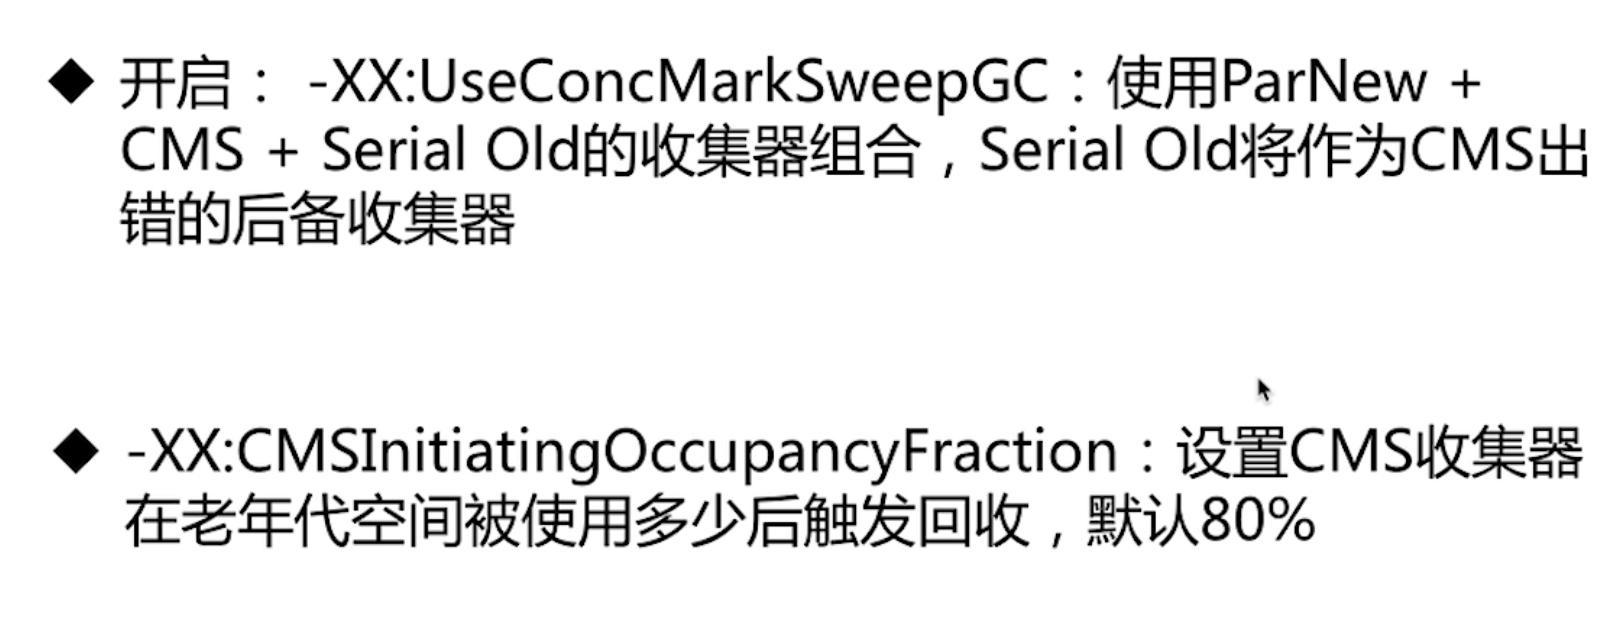 ◆ 开启： -XX:UseConcMarkSweepGC：使用ParNew +
CMS + Serial Old的收集器组合，Serial Old将作为CMS出
错的后备收集器
◆ -XX:CMSInitiatingOccupancyFraction：设置CMS收集器
在老年代空间被使用多少后触发回收，默认80%